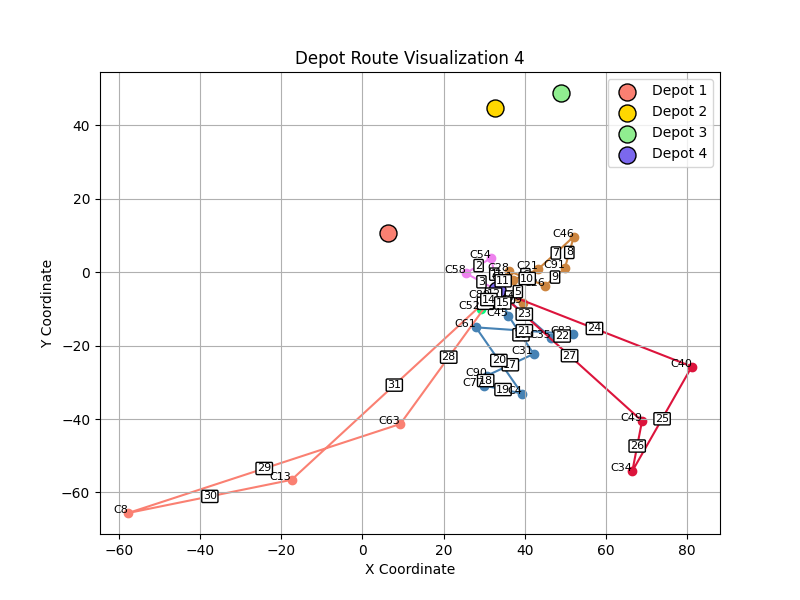 Depot Route Visualization 4
Depot 1
Depot 2
Depot 3
Depot 4
40
20
0
−20
−40
−60
Y Coordinate
C46
7
8
C54
2
C58
C28
C21
C91
11
10
9
3
5
14
15
C52
C45
23
C61
21
C35
22
24
C31
27
28
20
C40
C90
18
19
31
C63
C49
25
26
29
C13
C34
30
C8
−60
−40
−20
0
20
40
60
80
X Coordinate